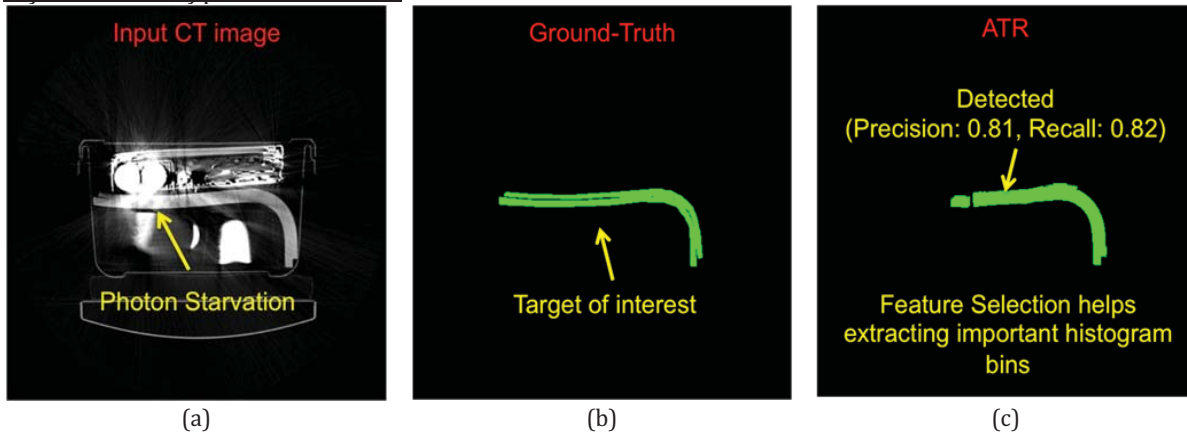 Input CT image
Photon Starvation
(a)
Ground-Truth
Target of interest
(b)
ATR
Detected
(Precision: 0.81, Recall: 0.82)
Feature Selection helps
extracting important histogram
bins
(c)